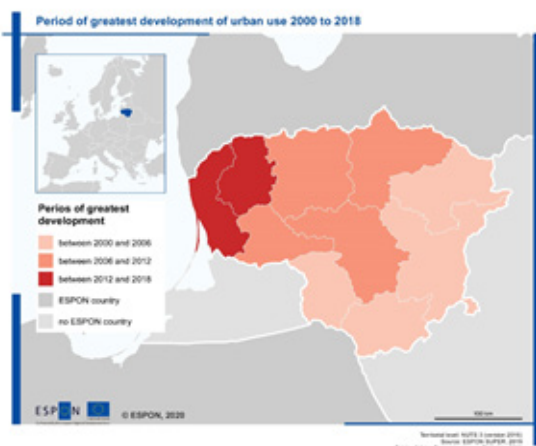 Period of greatest development of urban use 2000 to 2018
Perios of greatest
development
between 2000 and 2006
between 2006 and 2012
between 2012 and 2018
ESPON country
no ESPON country
ESPON
© ESPON, 2020
100 km
Territorial level: NUTS 3 (version 2016)
Source: ESPON SUPER, 2019